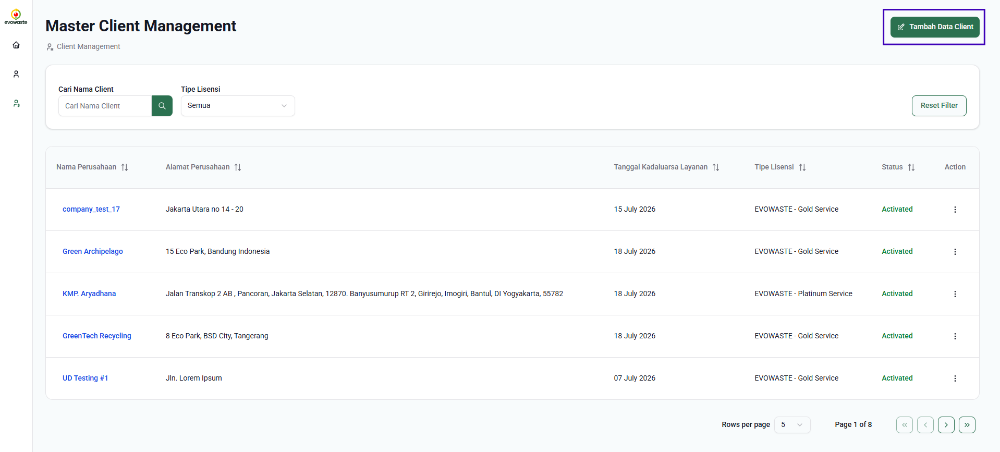 evowaste
Master Client Management
Tambah Data Client
Client Management
Cari Nama Client
Tipe Lisensi
Cari Nama Client
Semua
Reset Filter
Nama Perusahaan Alamat Perusahaan Tanggal Kadaluarsa Layanan Tipe Lisensi Status Action
company_test_17 Jakarta Utara no 14 - 20 15 July 2026 EVOWASTE - Gold Service Activated
Green Archipelago 15 Eco Park, Bandung Indonesia 18 July 2026 EVOWASTE - Gold Service Activated
KMP. Aryadhana Jalan Transkop 2 AB , Pancoran, Jakarta Selatan, 12870. Banyusumurup RT 2, Girirejo, Imogiri, Bantul, DI Yogyakarta, 55782 18 July 2026 EVOWASTE - Platinum Service Activated
GreenTech Recycling 8 Eco Park, BSD City, Tangerang 18 July 2026 EVOWASTE - Gold Service Activated
UD Testing #1 Jln. Lorem Ipsum 07 July 2026 EVOWASTE - Gold Service Activated
Rows per page 5 Page 1 of 8